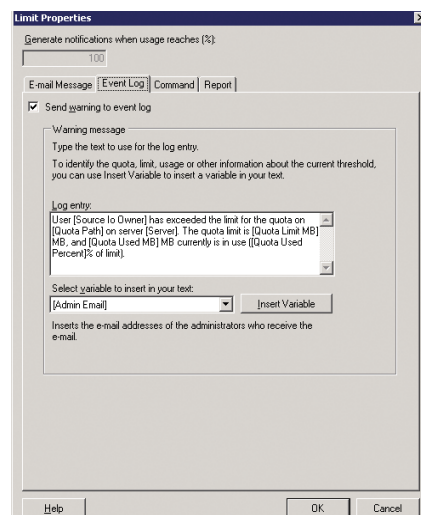 Limit Properties
Generate notifications when usage reaches (%):
100
E-mail Message Event Log Command Report
Send warning to event log
Warning message
Type the text to use for the log entry.
To identify the quota, limit, usage or other information about the current threshold,
you can use Insert Variable to insert a variable in your text.
Log entry:
User [Source Io Owner] has exceeded the limit for the quota on
[Quota Path] on server [Server]. The quota limit is [Quota Limit MB]
MB, and [Quota Used MB] MB currently is in use ([Quota Used
Percent]% of limit).
Select variable to insert in your text:
[Admin Email] Insert Variable
Inserts the e-mail addresses of the administrators who receive the
e-mail.
Help OK Cancel